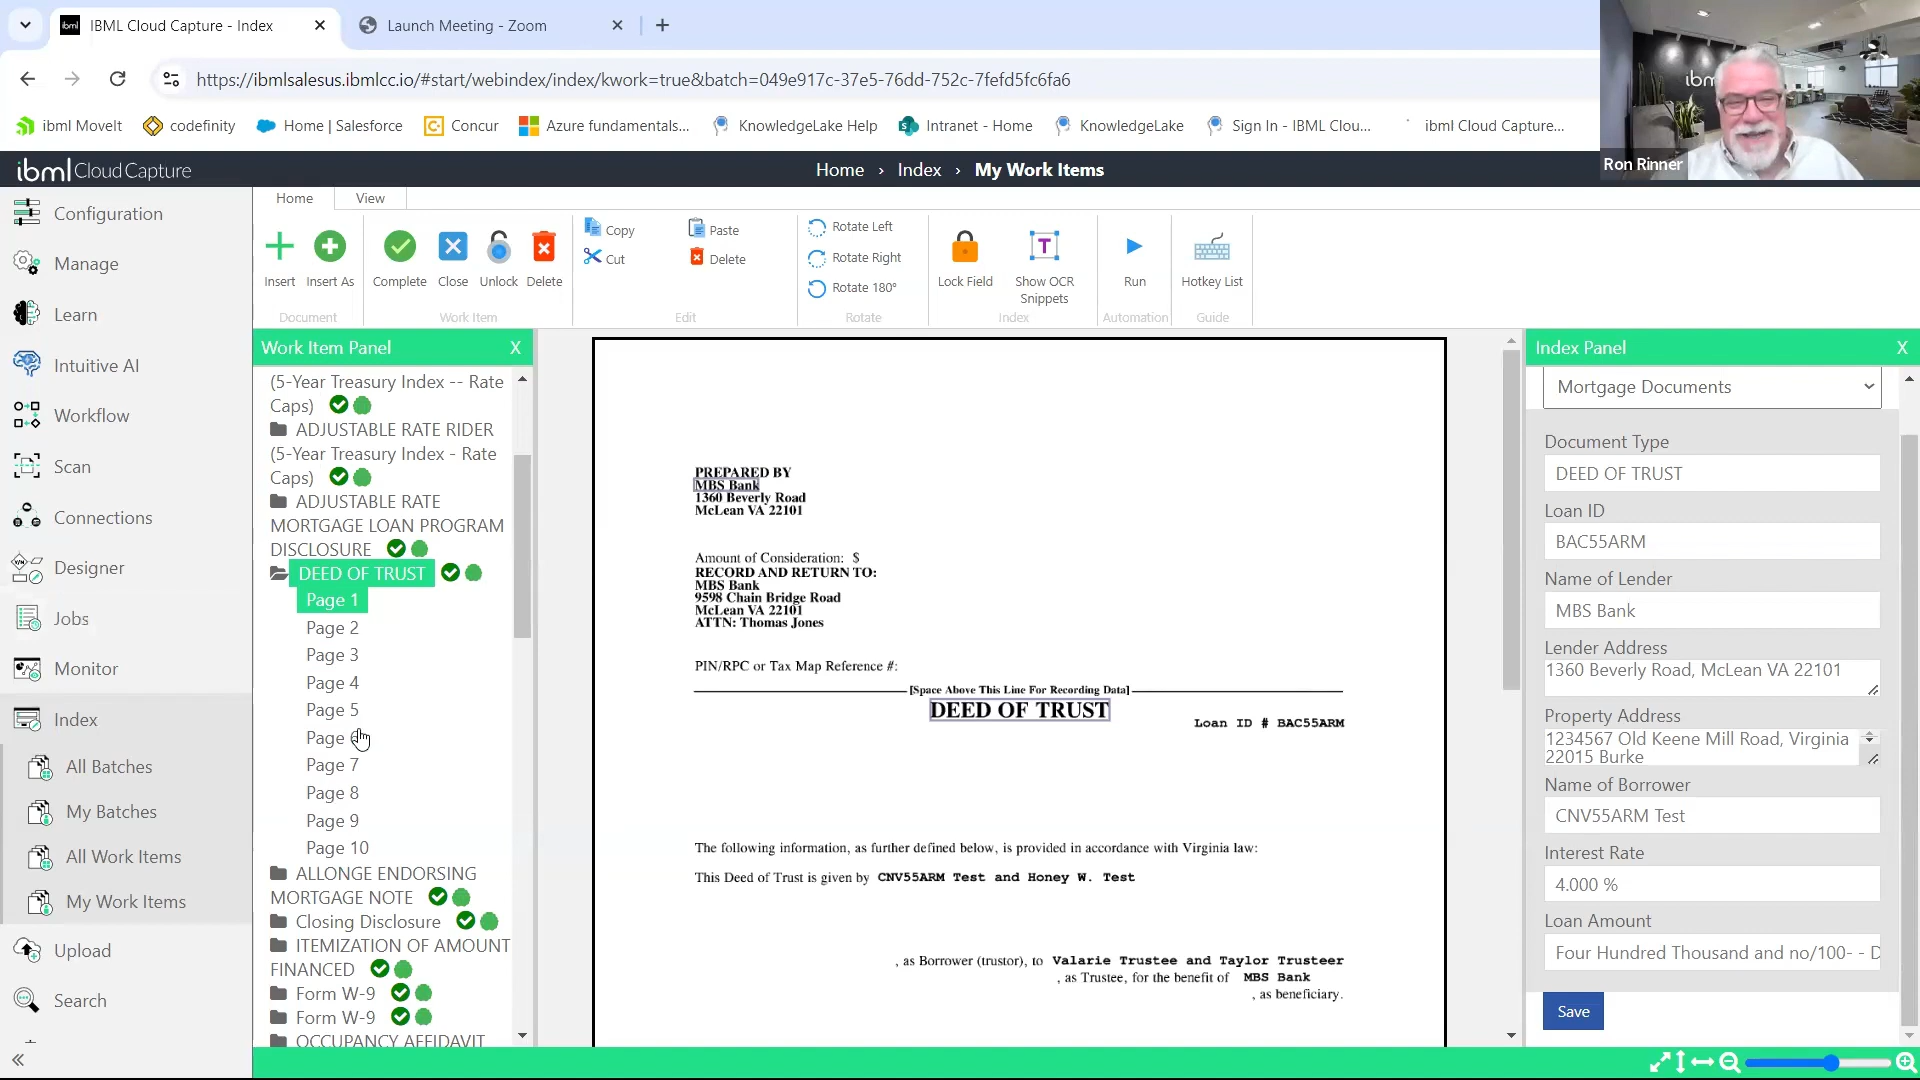 IBML Cloud Capture - Index
Launch Meeting - Zoom
https://ibmlsalesus.ibmlcc.io/#start/webindex/index/kwork=true&batch=049e917c-37e5-76dd-752c-7fefd5fc6fa6
ibml MoveIt
codefinity
Home | Salesforce
Concur
Azure fundamentals...
KnowledgeLake Help
Intranet - Home
KnowledgeLake
Sign In - IBML Clou...
ibml Cloud Capture...
ibm
Ron Rinner
ibml Cloud Capture
Home › Index › My Work Items
Configuration
Manage
Learn
Intuitive AI
Workflow
Scan
Connections
Designer
Jobs
Monitor
Index
All Batches
My Batches
All Work Items
My Work Items
Upload
Search
Home
View
Insert
Insert As
Document
Complete
Close
Unlock
Delete
Work Item
Copy
Cut
Paste
Delete
Edit
Rotate Left
Rotate Right
Rotate 180°
Rotate
Lock Field
Show OCR
Snippets
Index
Run
Automation
Hotkey List
Guide
Work Item Panel X
(5-Year Treasury Index -- Rate
Caps)
ADJUSTABLE RATE RIDER
(5-Year Treasury Index - Rate
Caps)
ADJUSTABLE RATE
MORTGAGE LOAN PROGRAM
DISCLOSURE
DEED OF TRUST
Page 1
Page 2
Page 3
Page 4
Page 5
Page 6
Page 7
Page 8
Page 9
Page 10
ALLONGE ENDORSING
MORTGAGE NOTE
Closing Disclosure
ITEMIZATION OF AMOUNT
FINANCED
Form W-9
Form W-9
OCCUPANCY AFFIDAVIT
PREPARED BY
MBS Bank
1360 Beverly Road
McLean VA 22101
Amount of Consideration: $
RECORD AND RETURN TO:
MBS Bank
9598 Chain Bridge Road
McLean VA 22101
ATTN: Thomas Jones
PIN/RPC or Tax Map Reference #:
[Space Above This Line For Recording Data]
DEED OF TRUST
Loan ID # BAC55ARM
The following information, as further defined below, is provided in accordance with Virginia law:
This Deed of Trust is given by CNV55ARM Test and Honey W. Test
, as Borrower (trustor), to Valarie Trustee and Taylor Trusteer
, as Trustee, for the benefit of MBS Bank
, as beneficiary.
Index Panel X
Mortgage Documents
Document Type
DEED OF TRUST
Loan ID
BAC55ARM
Name of Lender
MBS Bank
Lender Address
1360 Beverly Road, McLean VA 22101
Property Address
1234567 Old Keene Mill Road, Virginia
22015 Burke
Name of Borrower
CNV55ARM Test
Interest Rate
4.000 %
Loan Amount
Four Hundred Thousand and no/100- - D
Save